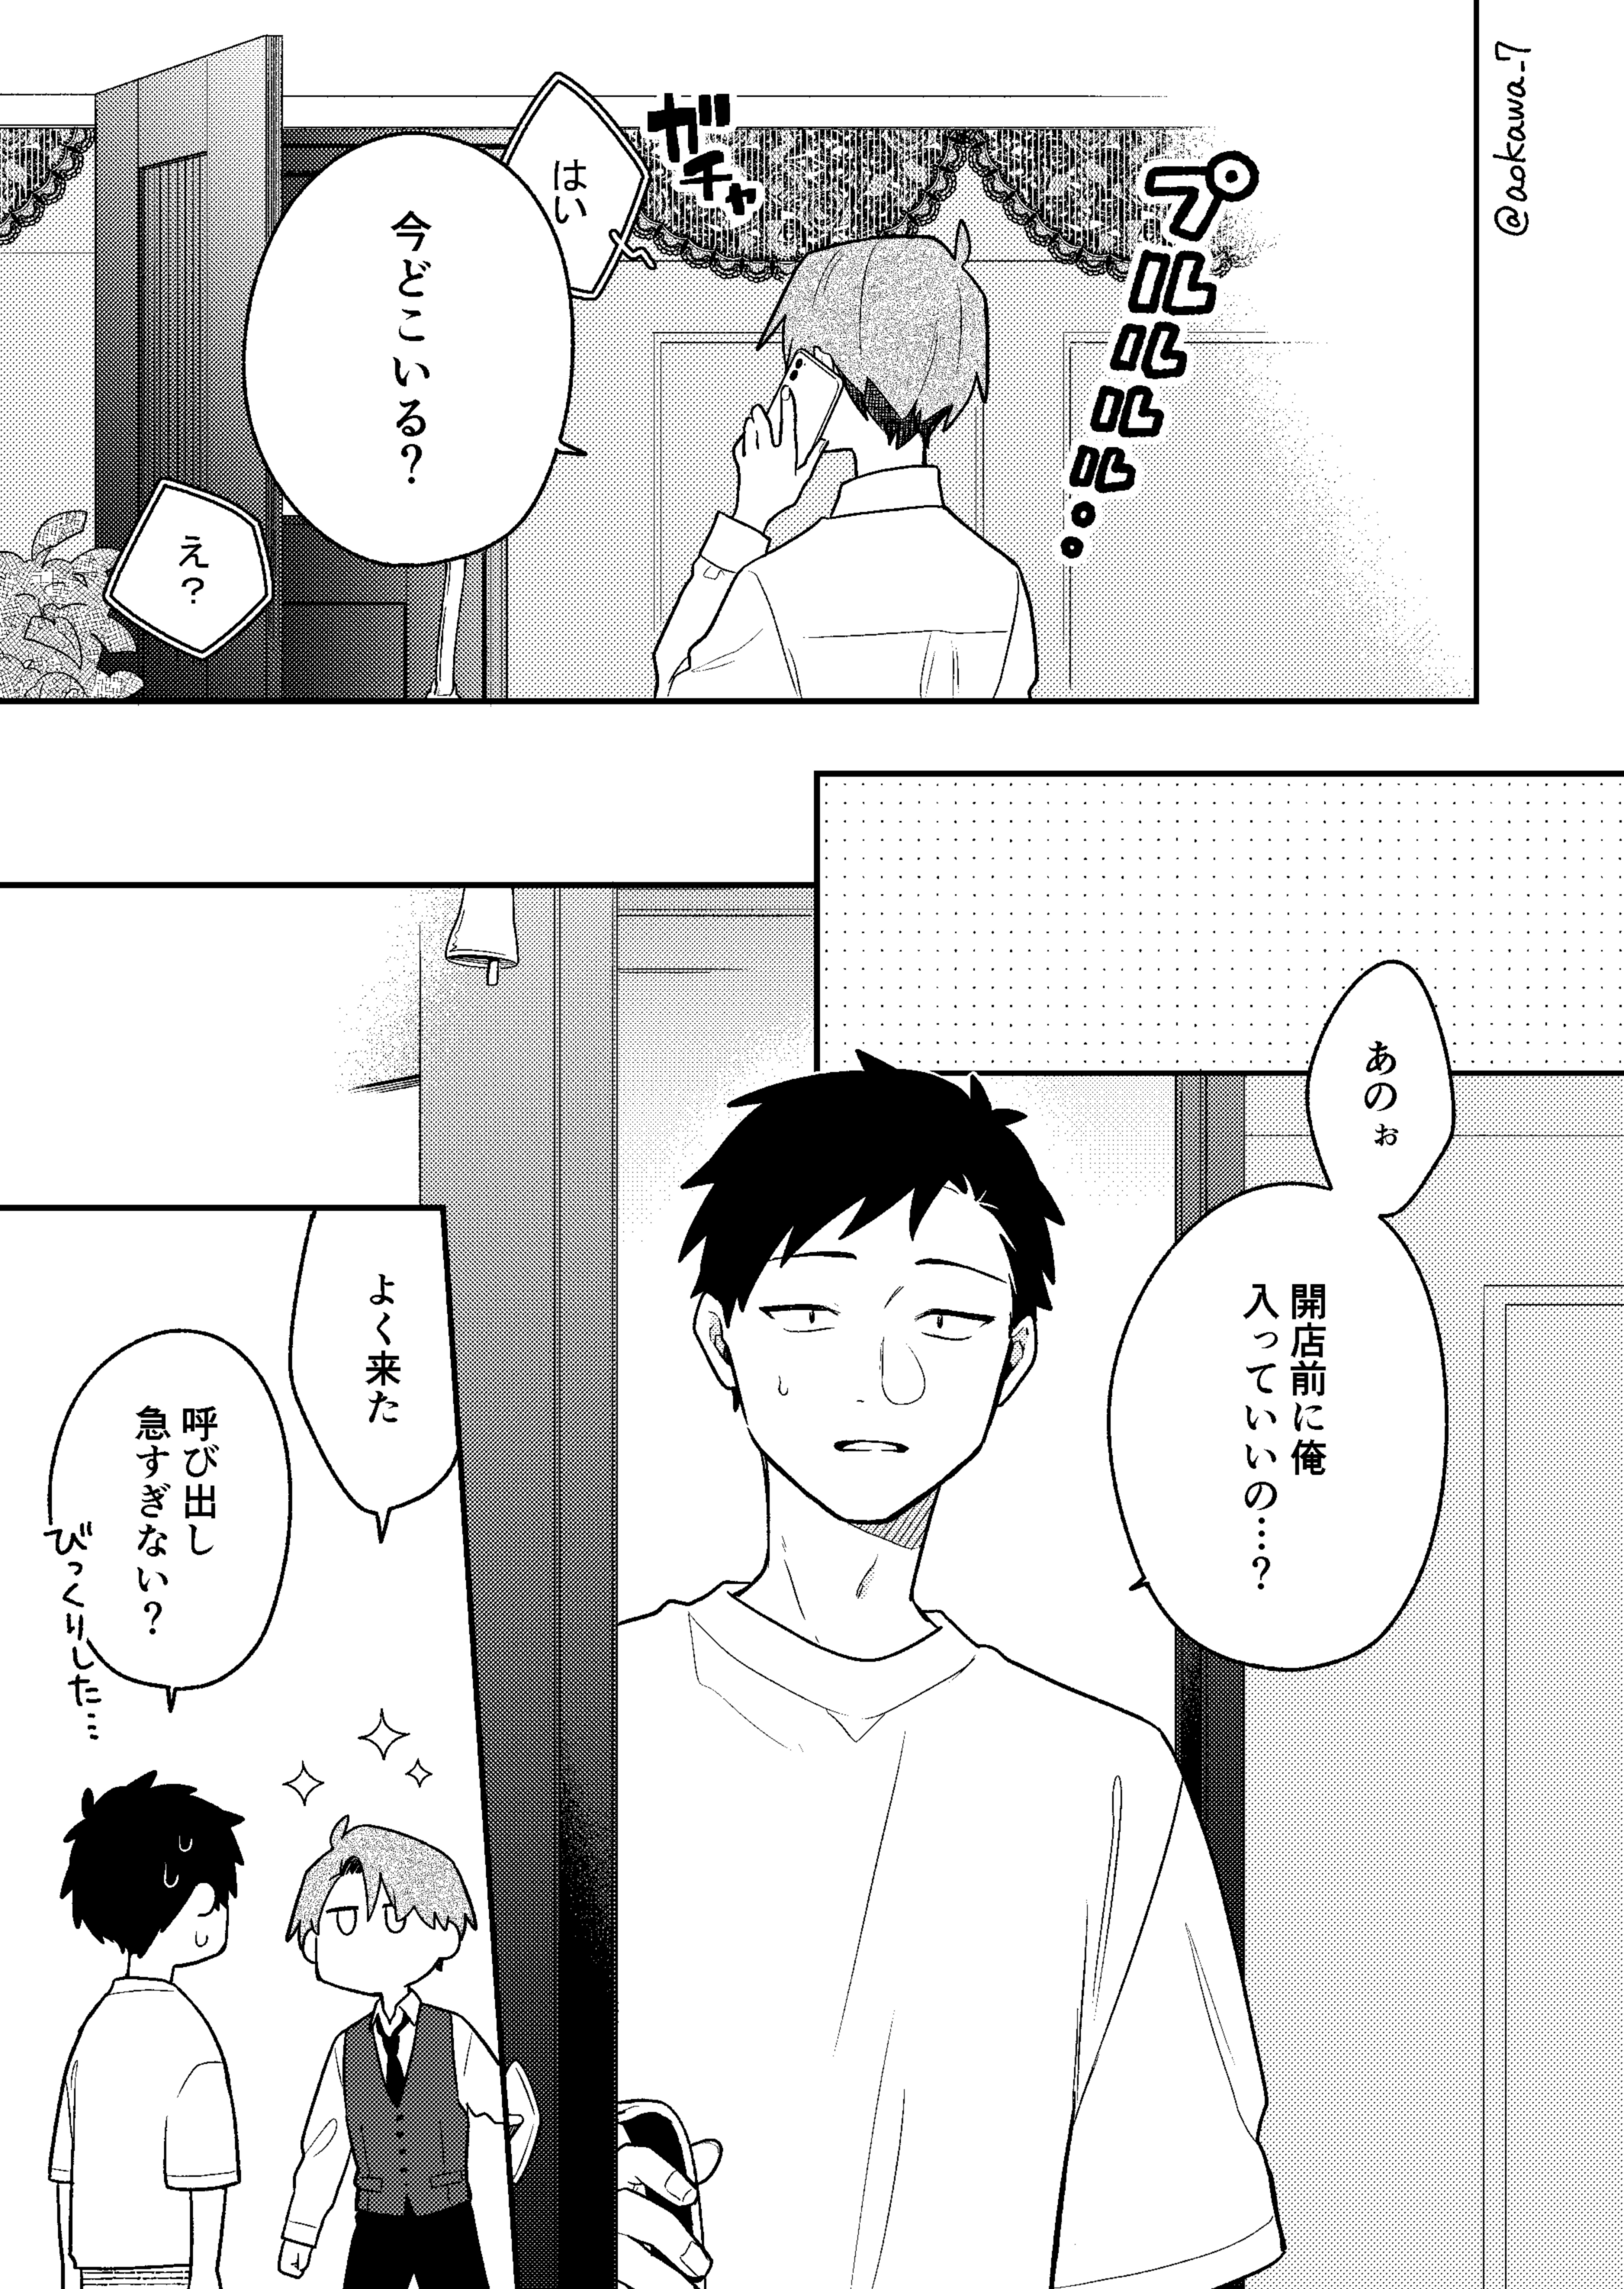 @aokawa_7
プルルルル…
ガチャ
はい
今どこいる?
え?
あのぉ
開店前に俺
入っていいの…?
よく来た
呼び出し
急すぎない?
びっくりした…